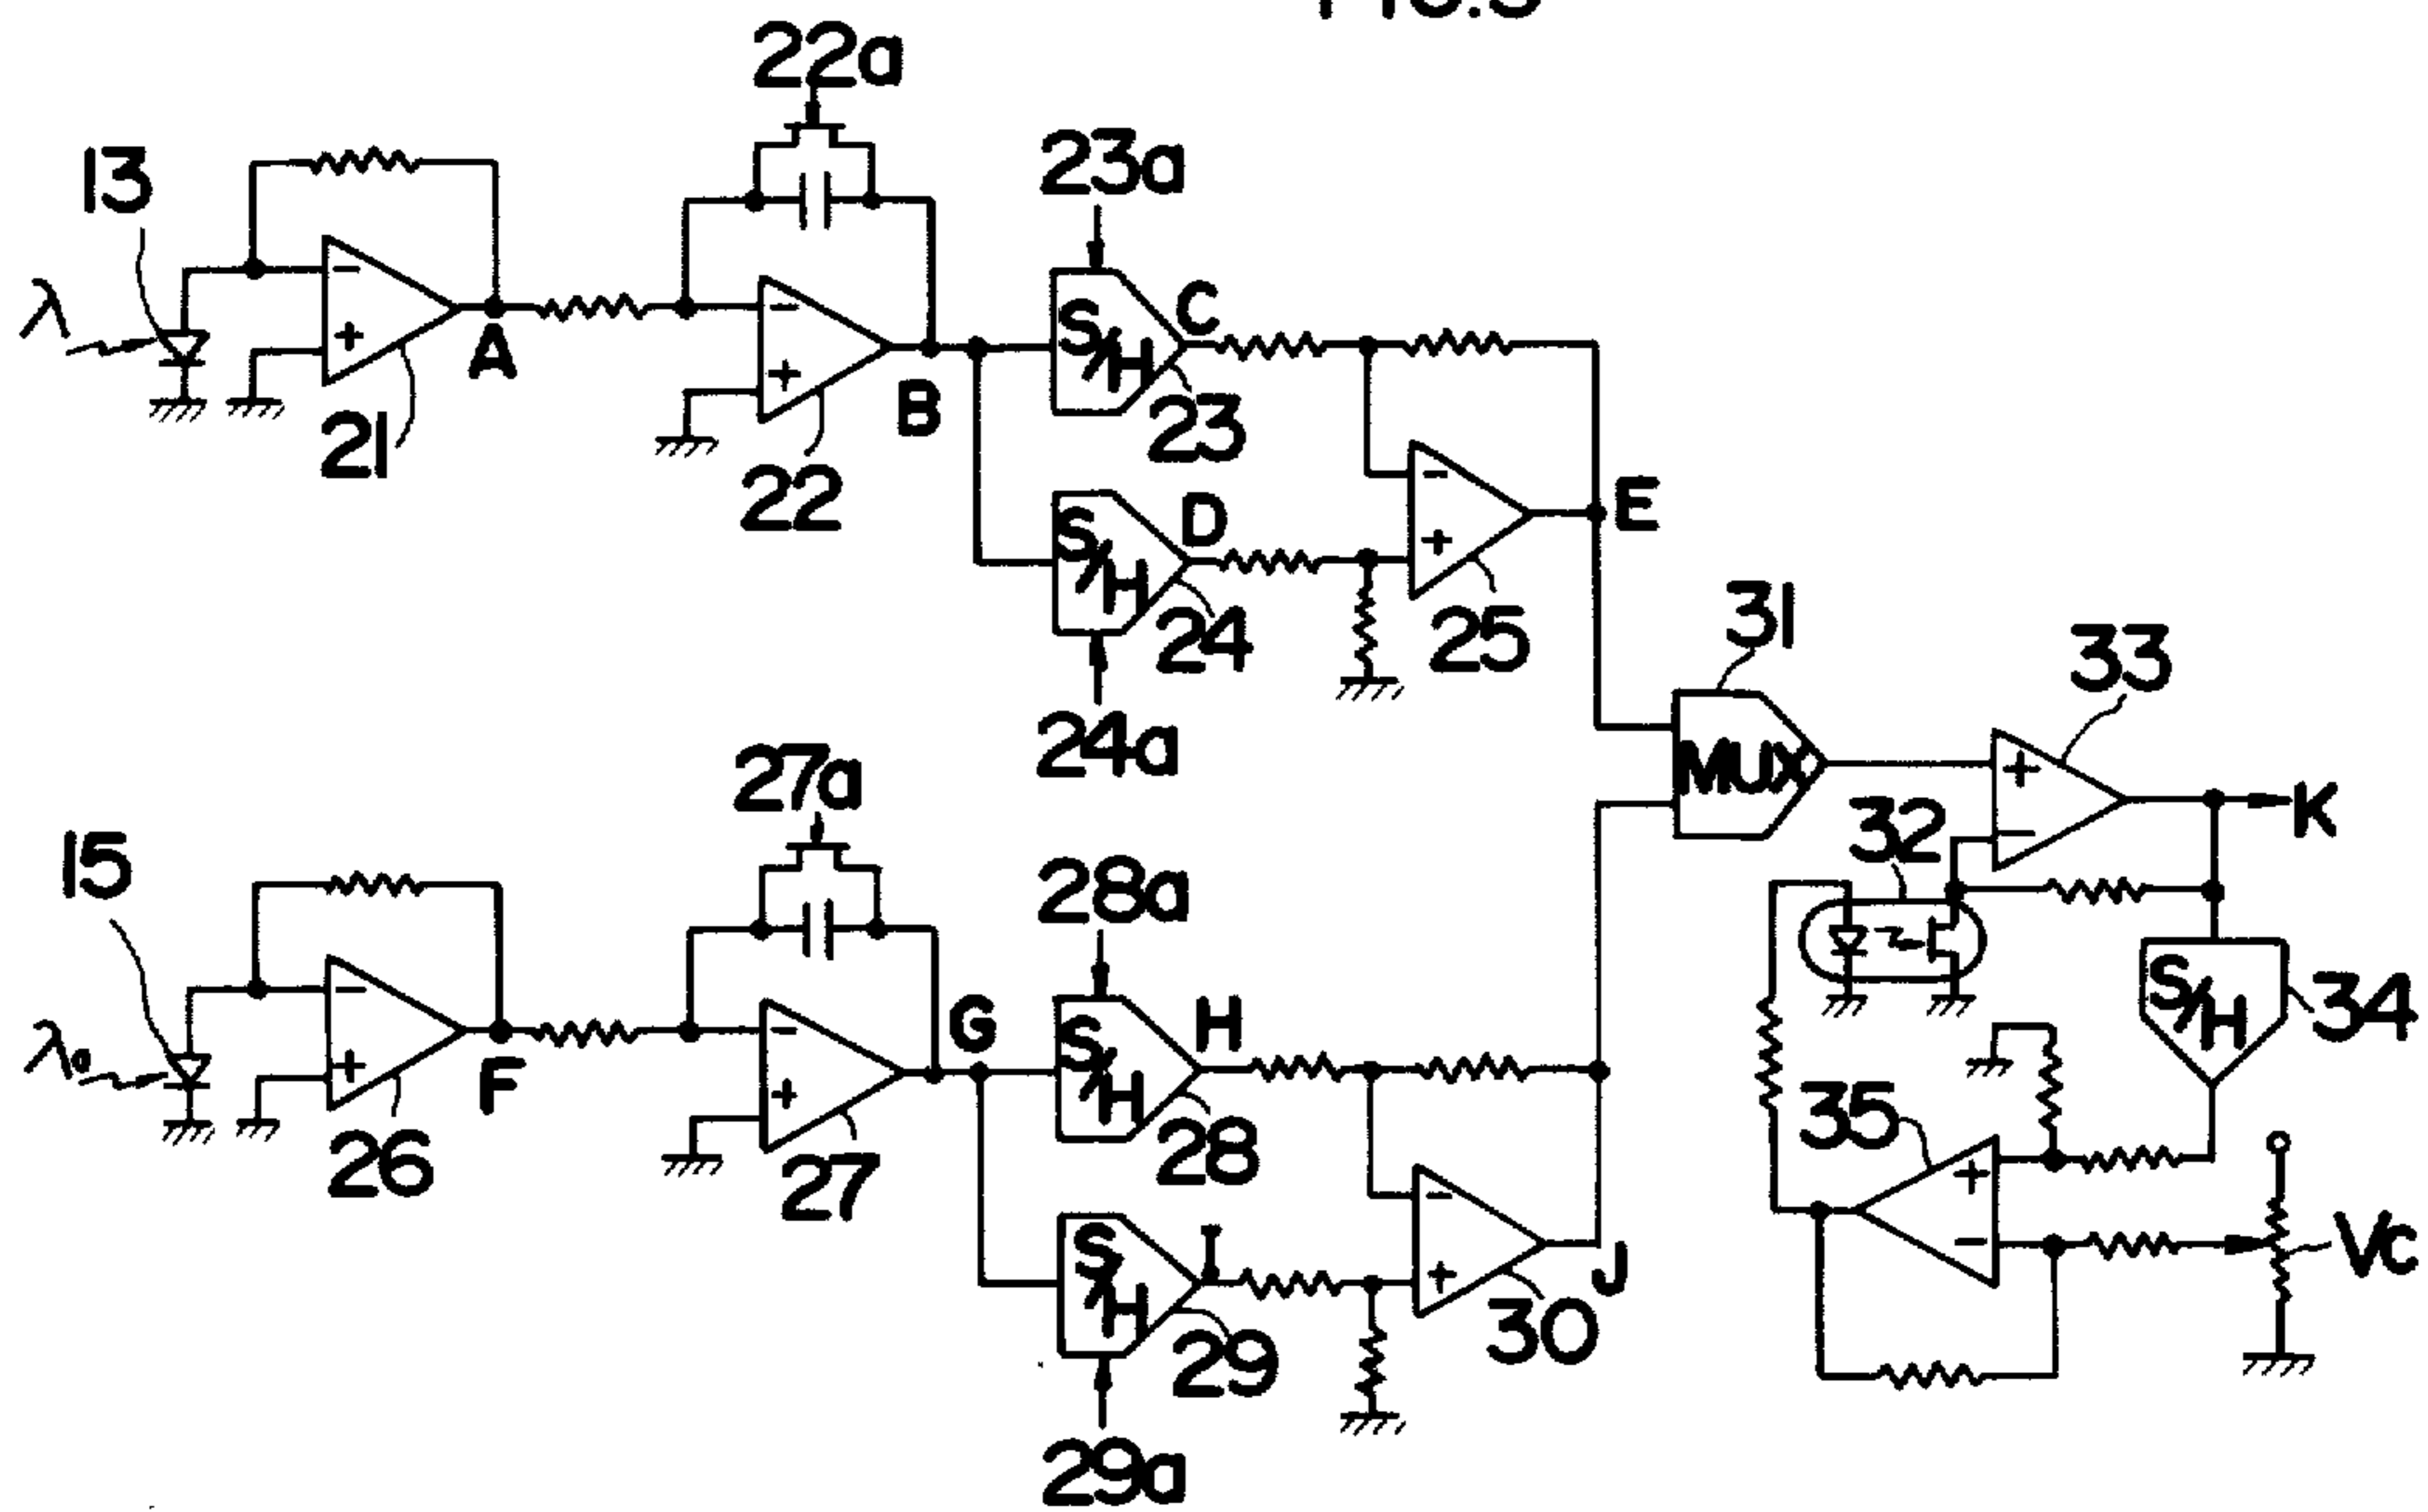 22a
13
23a
λ
-
+
A
21
-
+
B
22
S/H
C
23
S/H
D
24
24a
-
+
E
25
31
MUX
33
+
-
K
32
S/H
34
27a
15
28a
λo
-
+
F
26
-
+
G
27
S/H
H
28
S/H
I
29
29a
-
+
J
30
35
+
-
Vc